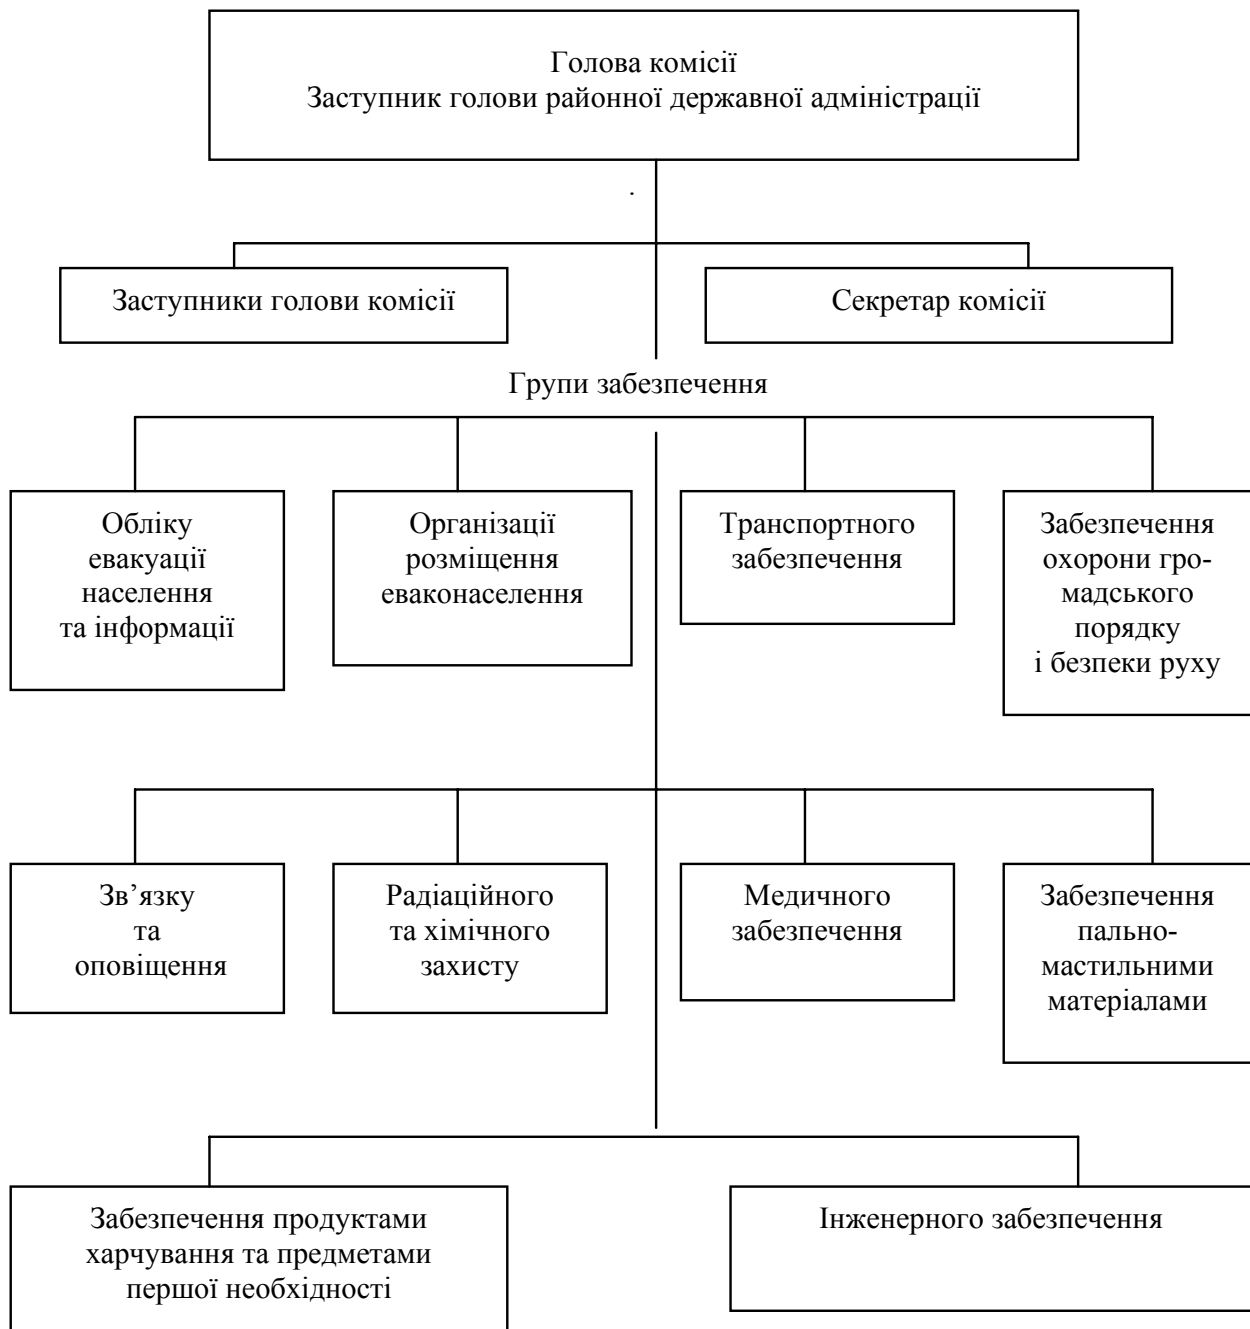 Голова комісії
Заступник голови районної державної адміністрації
.
Заступники голови комісії
Секретар комісії
Групи забезпечення
Обліку
евакуації
населення
та інформації
Організації
розміщення
еваконаселення
Транспортного
забезпечення
Забезпечення
охорони гро-
мадського
порядку
і безпеки руху
Зв’язку
та
оповіщення
Радіаційного
та хімічного
захисту
Медичного
забезпечення
Забезпечення
пально-
мастильними
матеріалами
Забезпечення продуктами
харчування та предметами
першої необхідності
Інженерного забезпечення